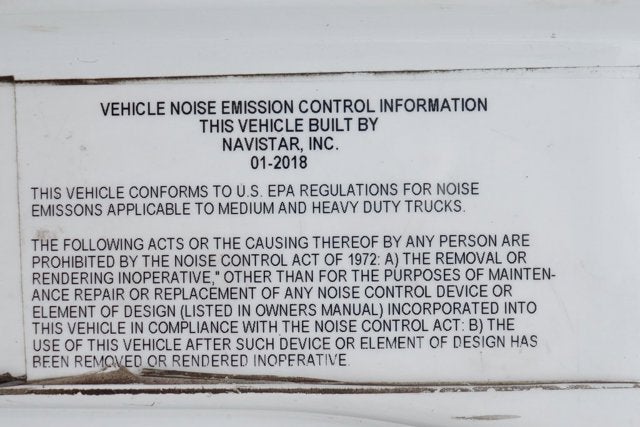 VEHICLE NOISE EMISSION CONTROL INFORMATION
THIS VEHICLE BUILT BY
NAVISTAR, INC.
01-2018
THIS VEHICLE CONFORMS TO U.S. EPA REGULATIONS FOR NOISE
EMISSONS APPLICABLE TO MEDIUM AND HEAVY DUTY TRUCKS.
THE FOLLOWING ACTS OR THE CAUSING THEREOF BY ANY PERSON ARE
PROHIBITED BY THE NOISE CONTROL ACT OF 1972: A) THE REMOVAL OR
RENDERING INOPERATIVE," OTHER THAN FOR THE PURPOSES OF MAINTEN-
ANCE REPAIR OR REPLACEMENT OF ANY NOISE CONTROL DEVICE OR
ELEMENT OF DESIGN (LISTED IN OWNERS MANUAL) INCORPORATED INTO
THIS VEHICLE IN COMPLIANCE WITH THE NOISE CONTROL ACT: B) THE
USE OF THIS VEHICLE AFTER SUCH DEVICE OR ELEMENT OF DESIGN HAS
BEEN REMOVED OR RENDERED INOPERATIVE.